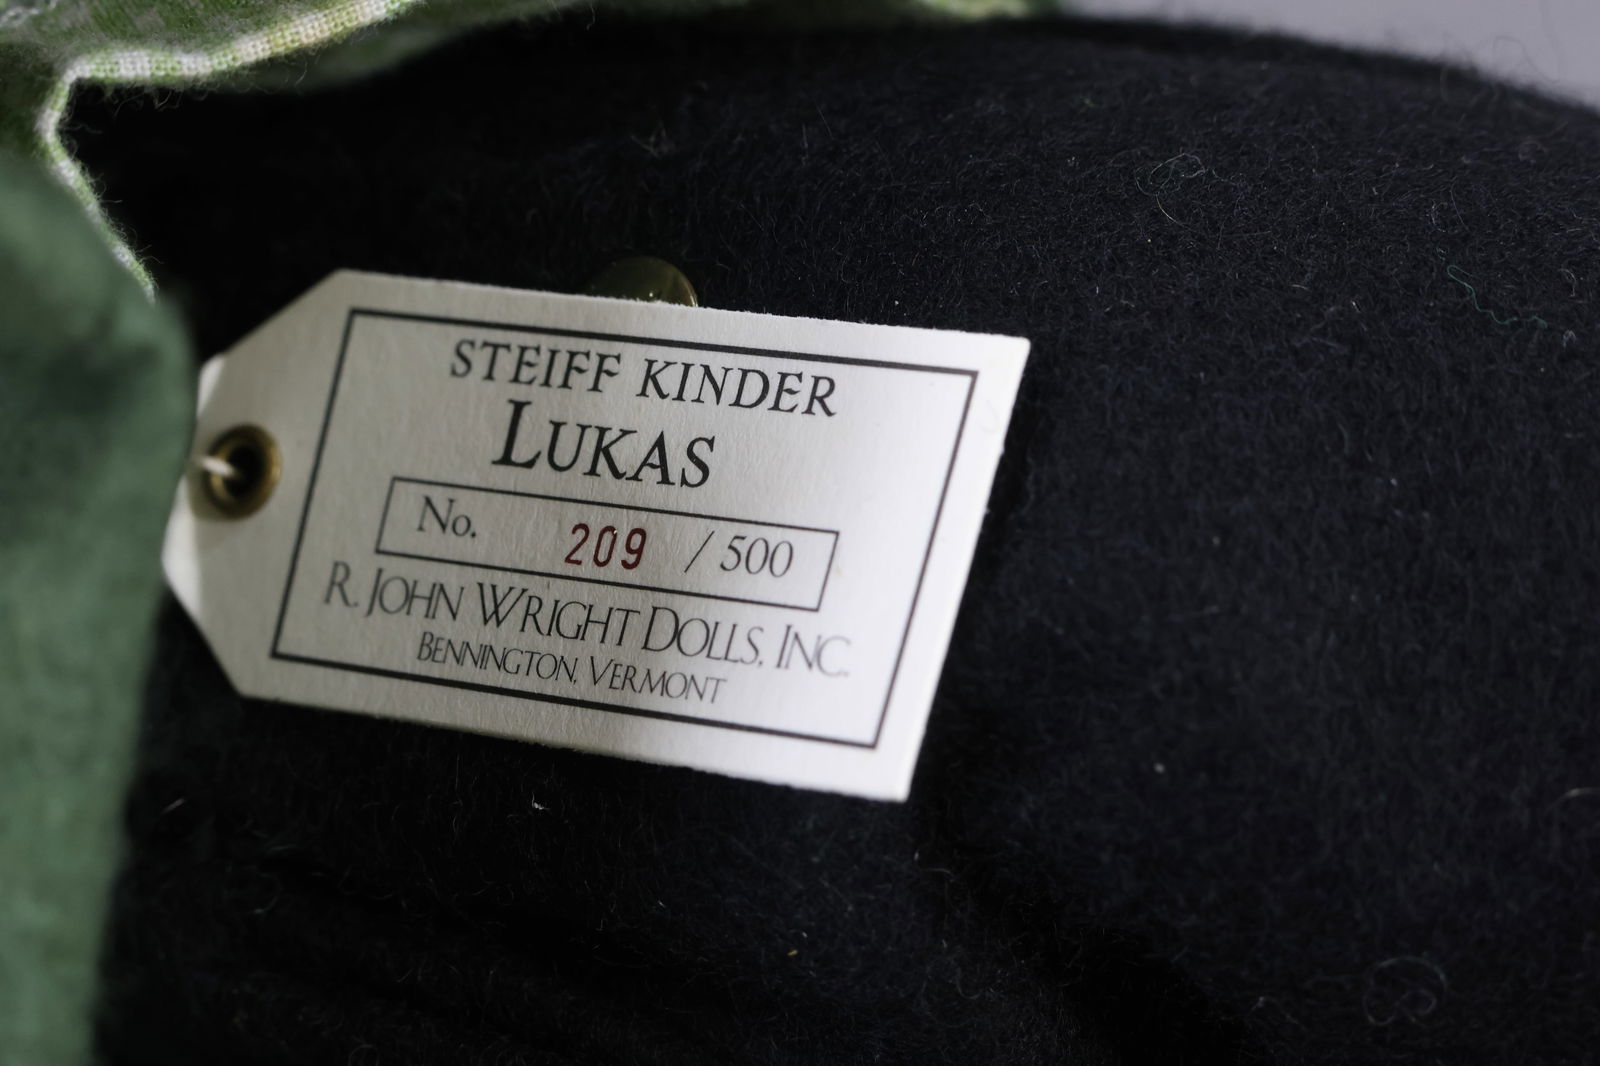 STEIFF KINDER
LUKAS
No. 209 / 500
R. JOHN WRIGHT DOLLS, INC.
BENNINGTON, VERMONT